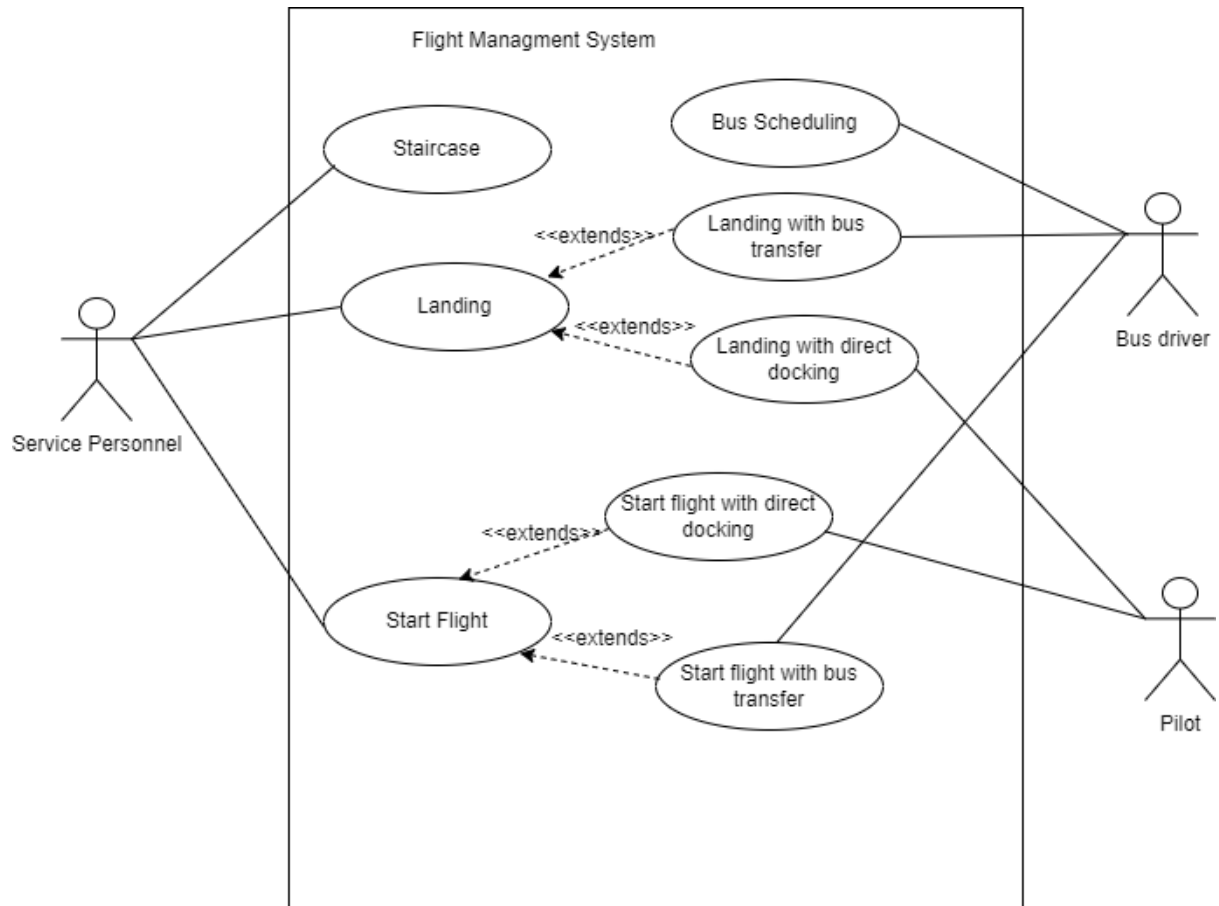 Flight Managment System
Staircase
Bus Scheduling
Landing with bus
transfer
<<extends>>
Landing
<<extends>>
Landing with direct
docking
Bus driver
Service Personnel
Start flight with direct
docking
<<extends>>
Start Flight
<<extends>>
Start flight with bus
transfer
Pilot